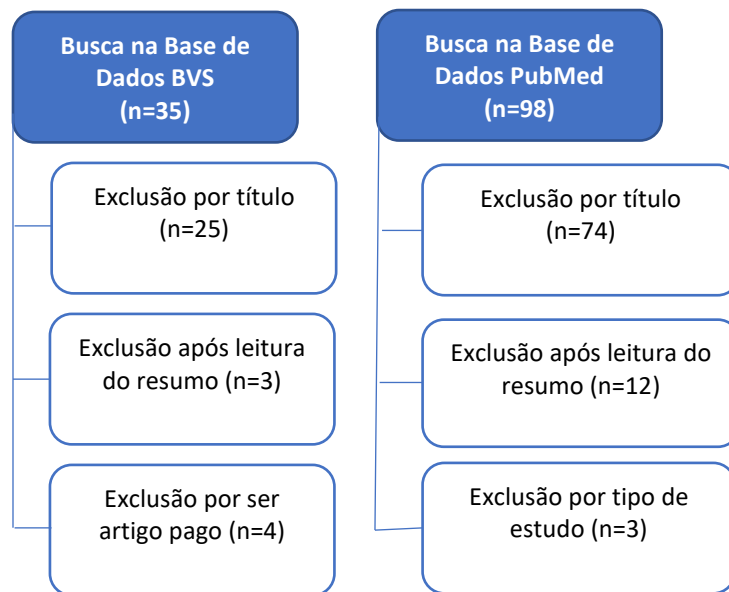 Busca na Base de
Dados BVS
(n=35)
Exclusão por título
(n=25)
Exclusão após leitura
do resumo (n=3)
Exclusão por ser
artigo pago (n=4)
Busca na Base de
Dados PubMed
(n=98)
Exclusão por título
(n=74)
Exclusão após leitura do
resumo (n=12)
Exclusão por tipo de
estudo (n=3)